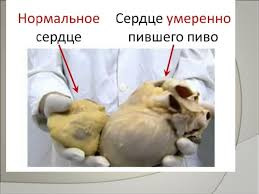 Нормальное
сердце
Сердце умеренно
пившего пиво